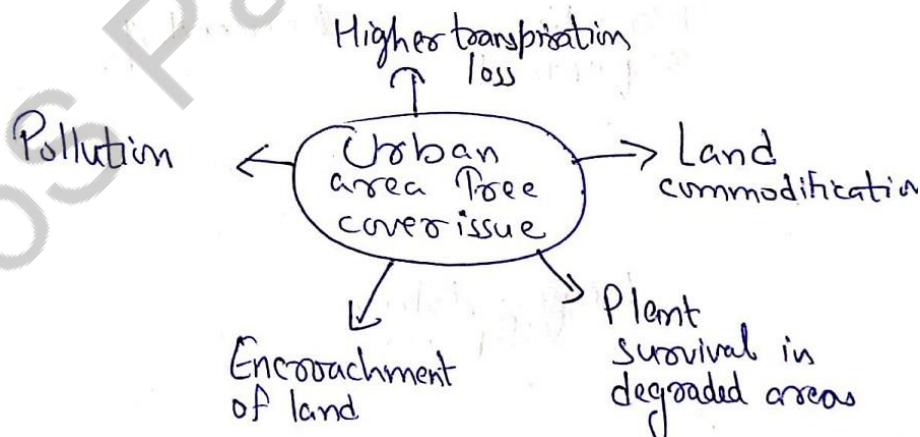 Higher transpiration
loss
Pollution
Urban
area Tree
cover issue
Land
commodification
Encroachment
of land
Plant
survival in
degraded areas